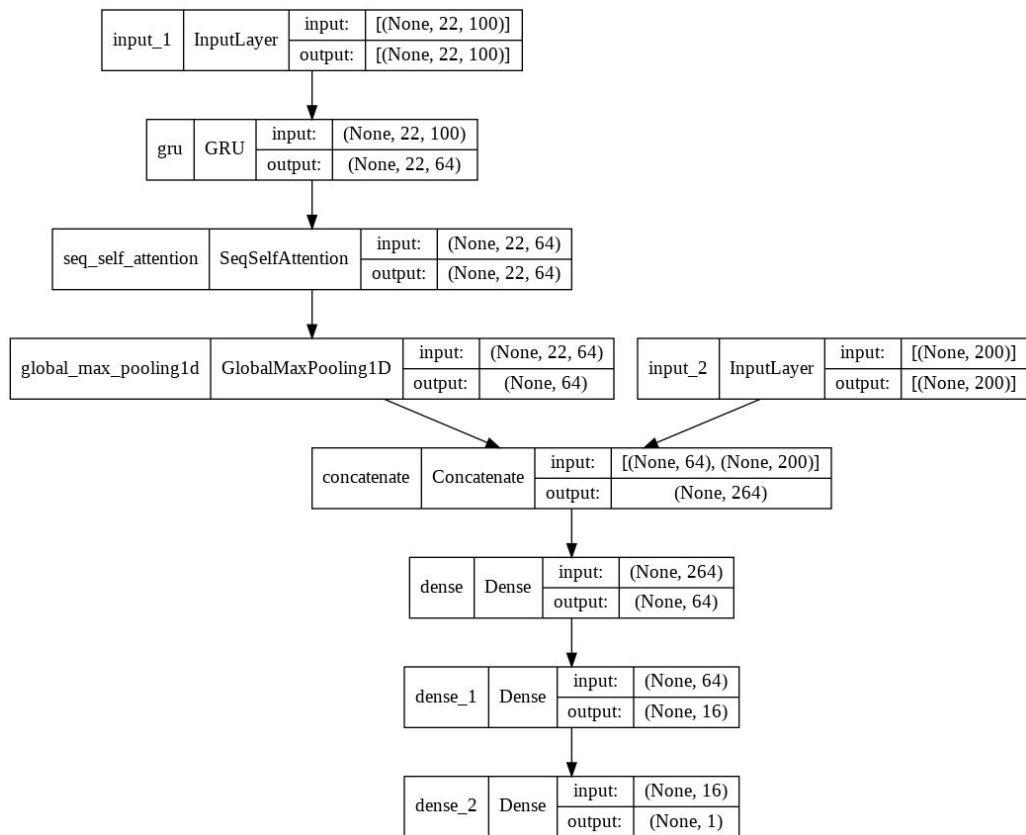 input_1 InputLayer input: [(None, 22, 100)]
output: [(None, 22, 100)]
gru GRU input: (None, 22, 100)
output: (None, 22, 64)
seq_self_attention SeqSelfAttention input: (None, 22, 64)
output: (None, 22, 64)
global_max_pooling1d GlobalMaxPooling1D input: (None, 22, 64)
output: (None, 64)
input_2 InputLayer input: [(None, 200)]
output: [(None, 200)]
concatenate Concatenate input: [(None, 64), (None, 200)]
output: (None, 264)
dense Dense input: (None, 264)
output: (None, 64)
dense_1 Dense input: (None, 64)
output: (None, 16)
dense_2 Dense input: (None, 16)
output: (None, 1)